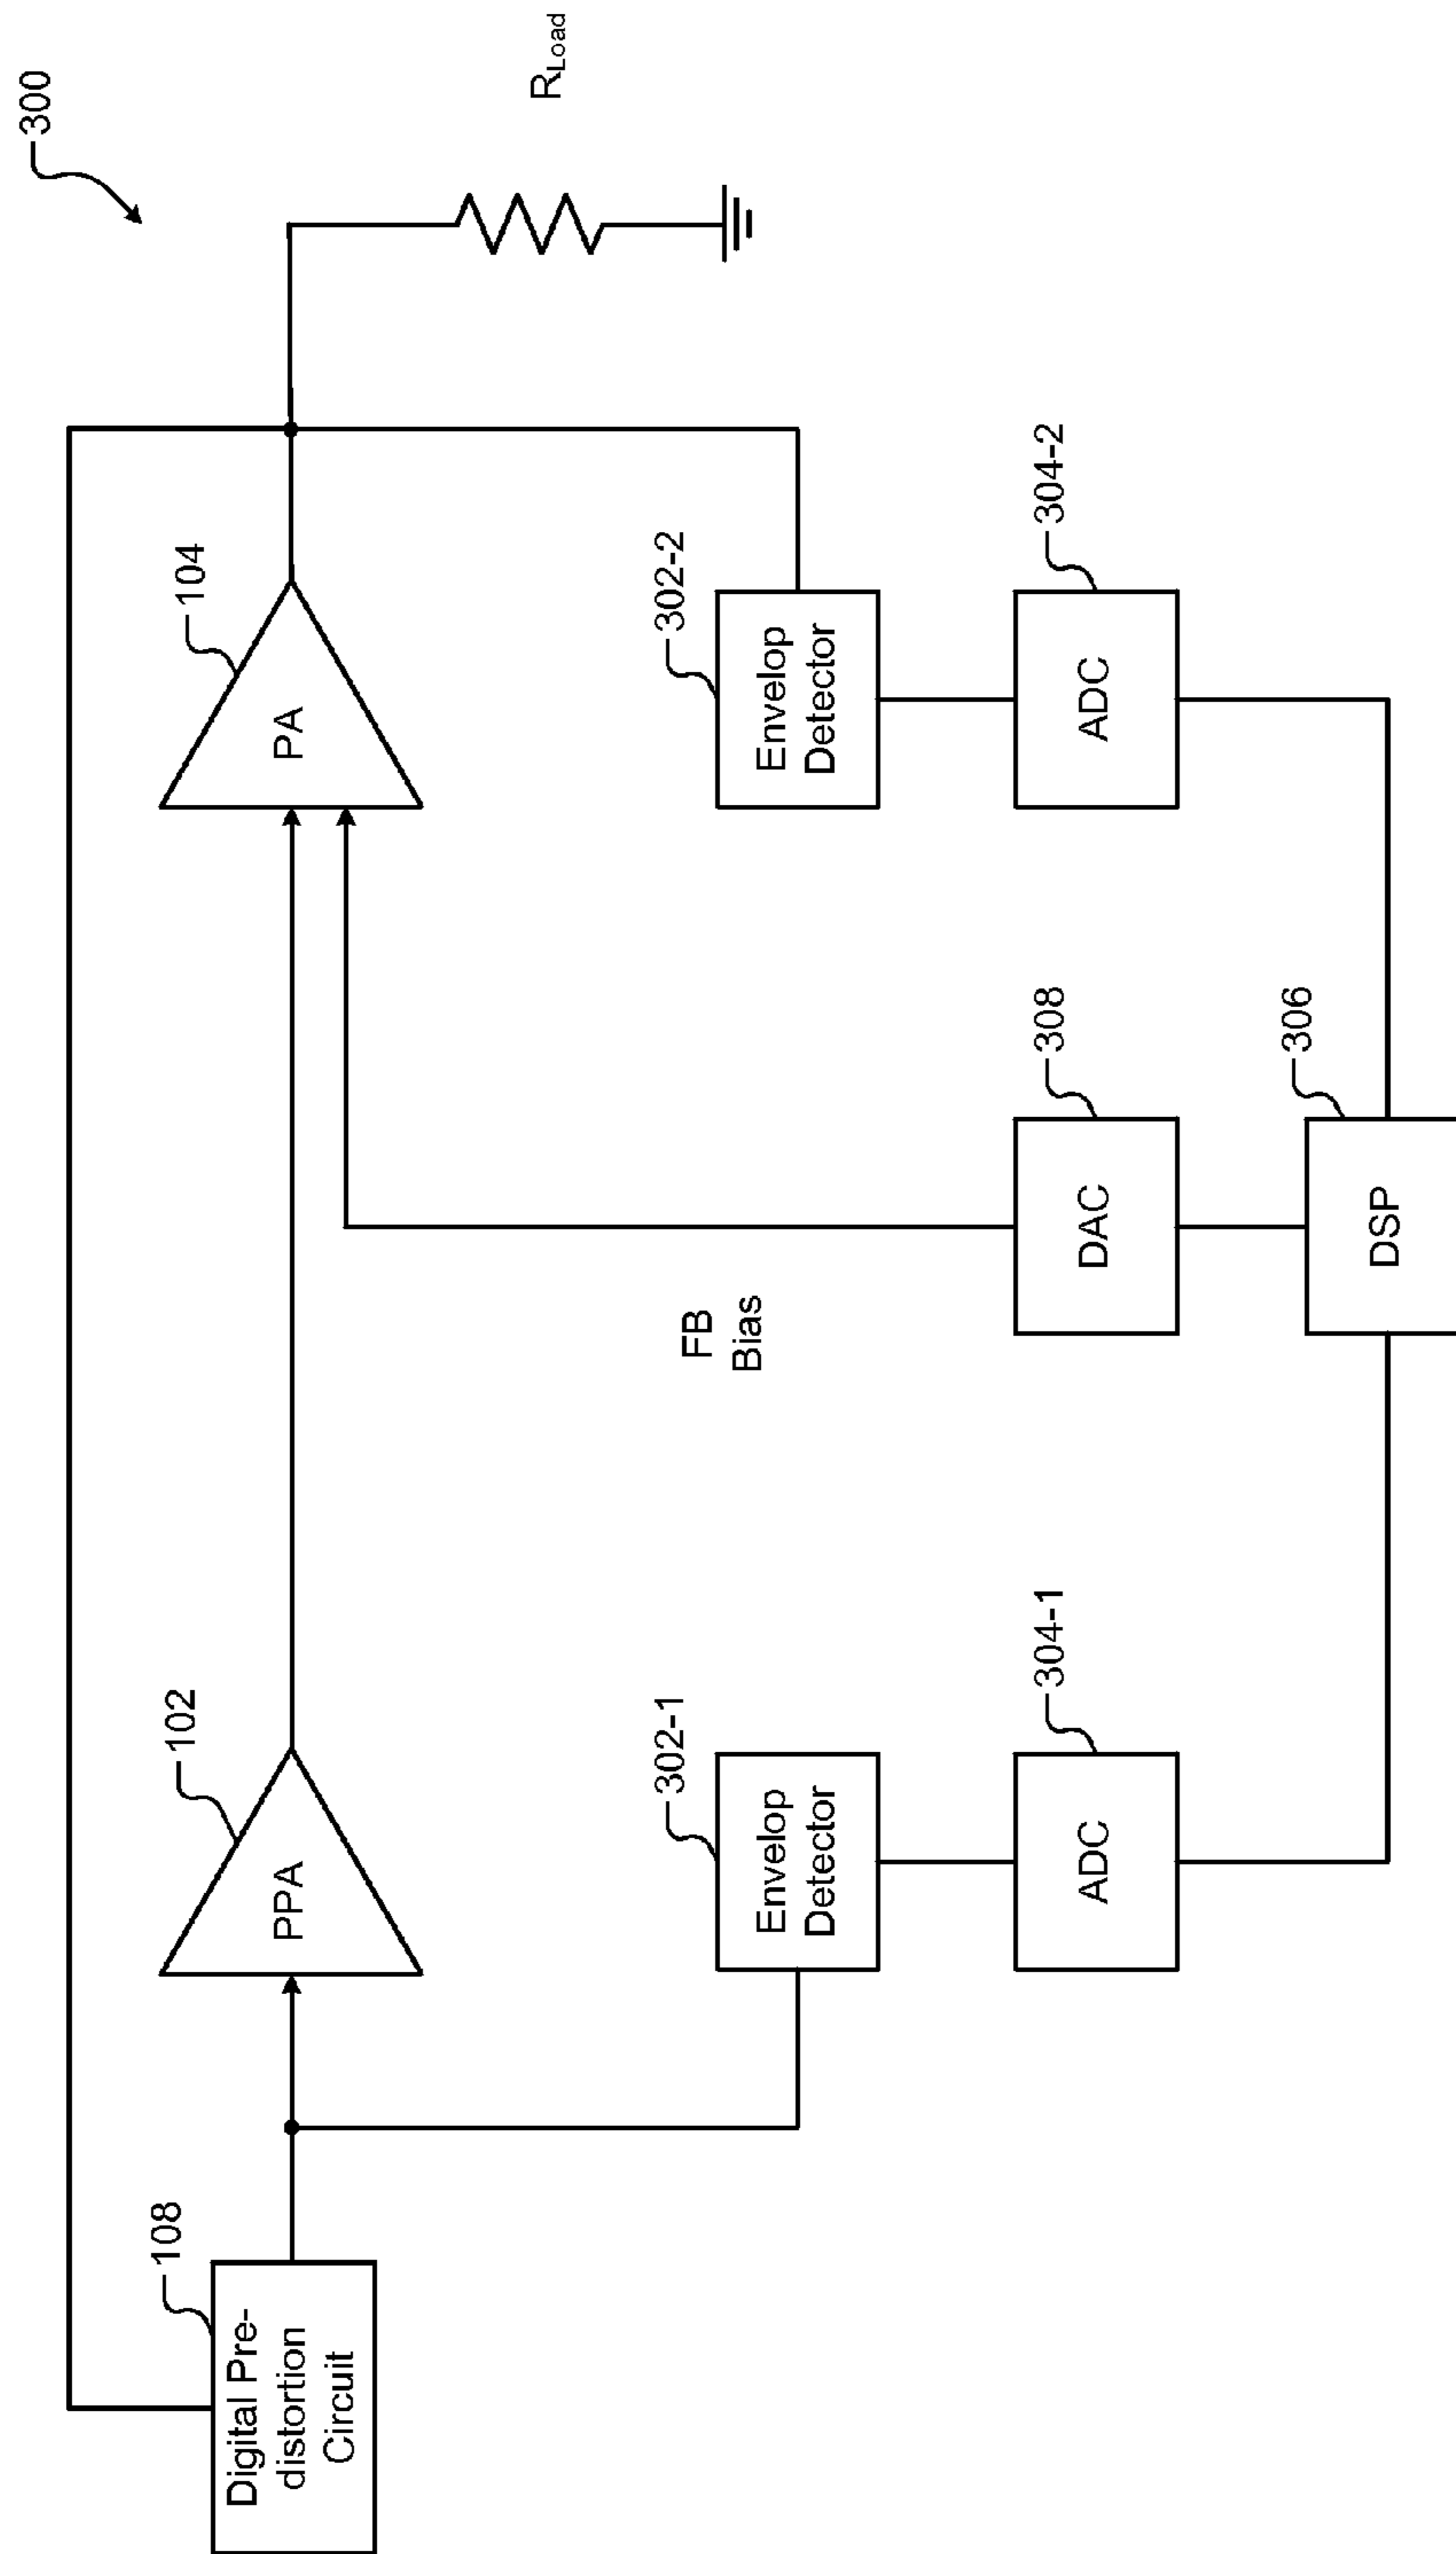 300
108
Digital Pre-
distortion
Circuit
102
PPA
104
PA
R_Load
302-1
Envelop
Detector
FB
Bias
302-2
Envelop
Detector
304-1
ADC
308
DAC
304-2
ADC
306
DSP